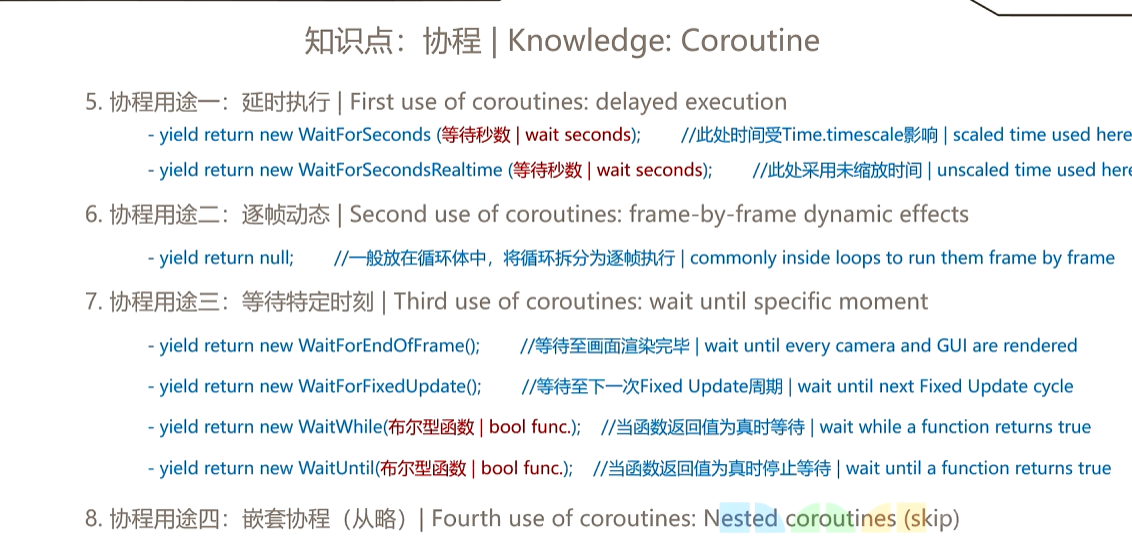 知识点：协程 | Knowledge: Coroutine
5. 协程用途一：延时执行 | First use of coroutines: delayed execution
- yield return new WaitForSeconds (等待秒数 | wait seconds); //此处时间受Time.timescale影响 | scaled time used here
- yield return new WaitForSecondsRealtime (等待秒数 | wait seconds); //此处采用未缩放时间 | unscaled time used here
6. 协程用途二：逐帧动态 | Second use of coroutines: frame-by-frame dynamic effects
- yield return null; //一般放在循环体中，将循环拆分为逐帧执行 | commonly inside loops to run them frame by frame
7. 协程用途三：等待特定时刻 | Third use of coroutines: wait until specific moment
- yield return new WaitForEndOfFrame(); //等待至画面渲染完毕 | wait until every camera and GUI are rendered
- yield return new WaitForFixedUpdate(); //等待至下一次Fixed Update周期 | wait until next Fixed Update cycle
- yield return new WaitWhile(布尔型函数 | bool func.); //当函数返回值为真时等待 | wait while a function returns true
- yield return new WaitUntil(布尔型函数 | bool func.); //当函数返回值为真时停止等待 | wait until a function returns true
8. 协程用途四：嵌套协程（从略）| Fourth use of coroutines: Nested coroutines (skip)